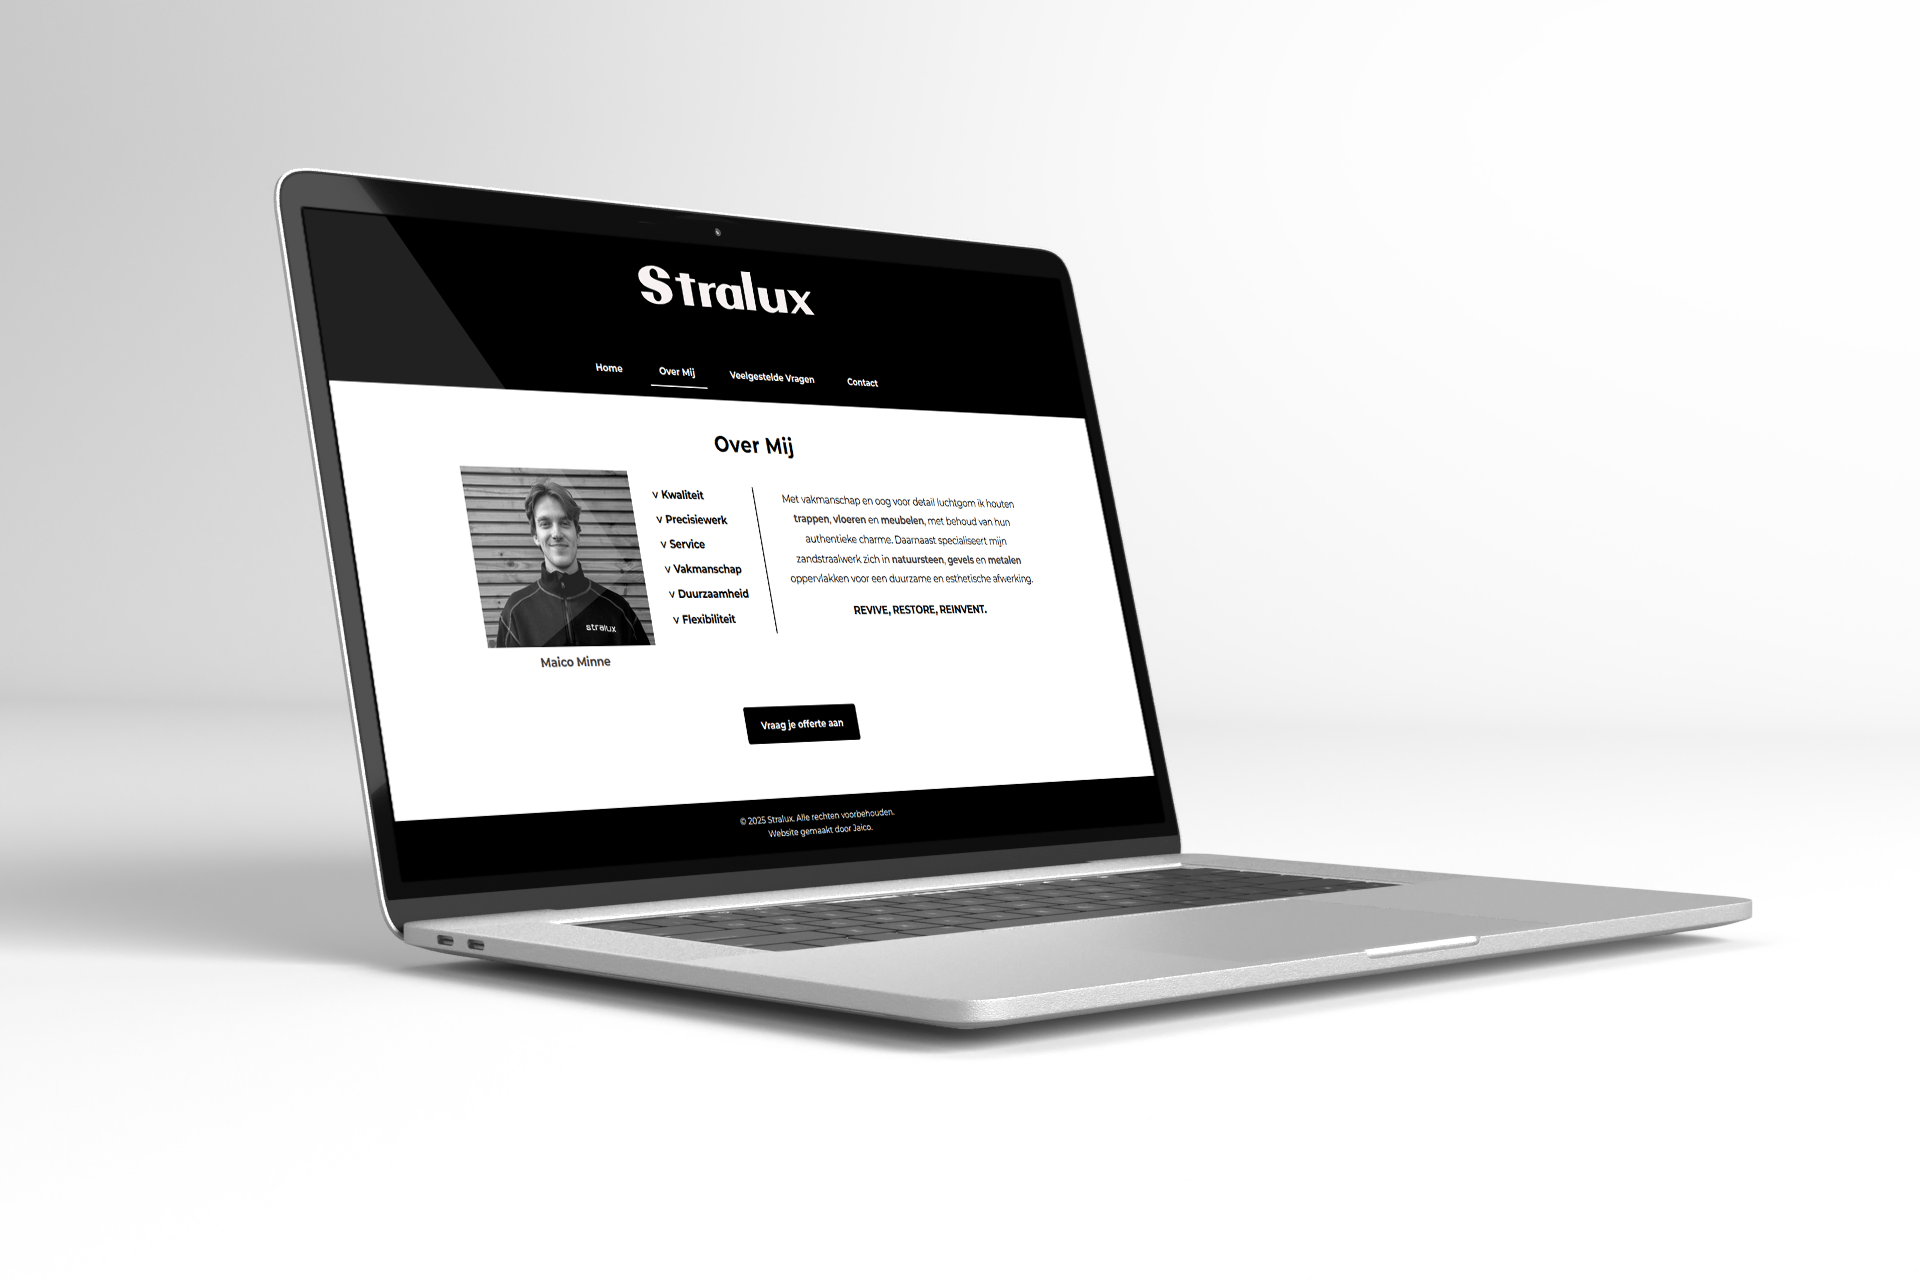 Stralux
Home Over Mij Veelgestelde Vragen Contact
Over Mij
v Kwaliteit
v Precisiewerk
v Service
v Vakmanschap
v Duurzaamheid
v Flexibiliteit
stralux
Maico Minne
Met vakmanschap en oog voor detail luchtgom ik houten
trappen, vloeren en meubelen, met behoud van hun
authentieke charme. Daarnaast specialiseert mijn
zandstraalwerk zich in natuursteen, gevels en metalen
oppervlakken voor een duurzame en esthetische afwerking.
REVIVE, RESTORE, REINVENT.
Vraag je offerte aan
© 2025 Stralux. Alle rechten voorbehouden.
Website gemaakt door Jaico.